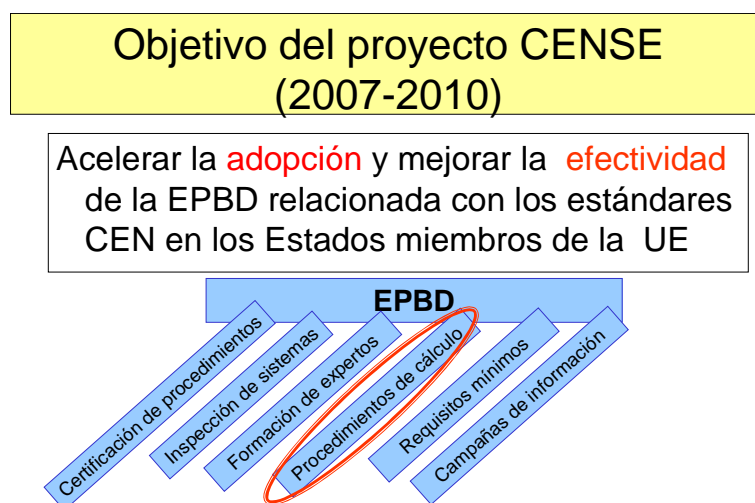 Objetivo del proyecto CENSE
(2007-2010)
Acelerar la adopción y mejorar la efectividad
de la EPBD relacionada con los estándares
CEN en los Estados miembros de la UE
EPBD
Certificación de procedimientos
Inspección de sistemas
Formación de expertos
Procedimientos de cálculo
Requisitos mínimos
Campañas de información